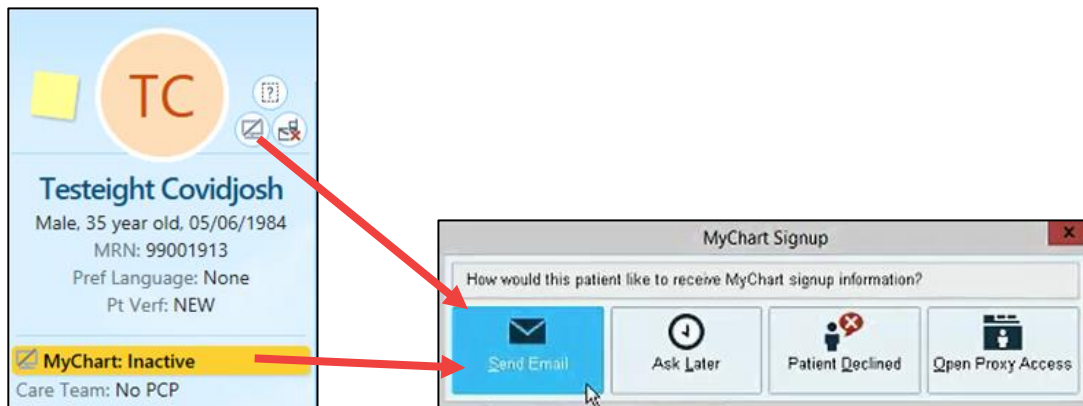 TC
?
Testeight Covidjosh
Male, 35 year old, 05/06/1984
MRN: 99001913
Pref Language: None
Pt Verf: NEW
MyChart: Inactive
Care Team: No PCP
MyChart Signup
x
How would this patient like to receive MyChart signup information?
Send Email
Ask Later
Patient Declined
Open Proxy Access